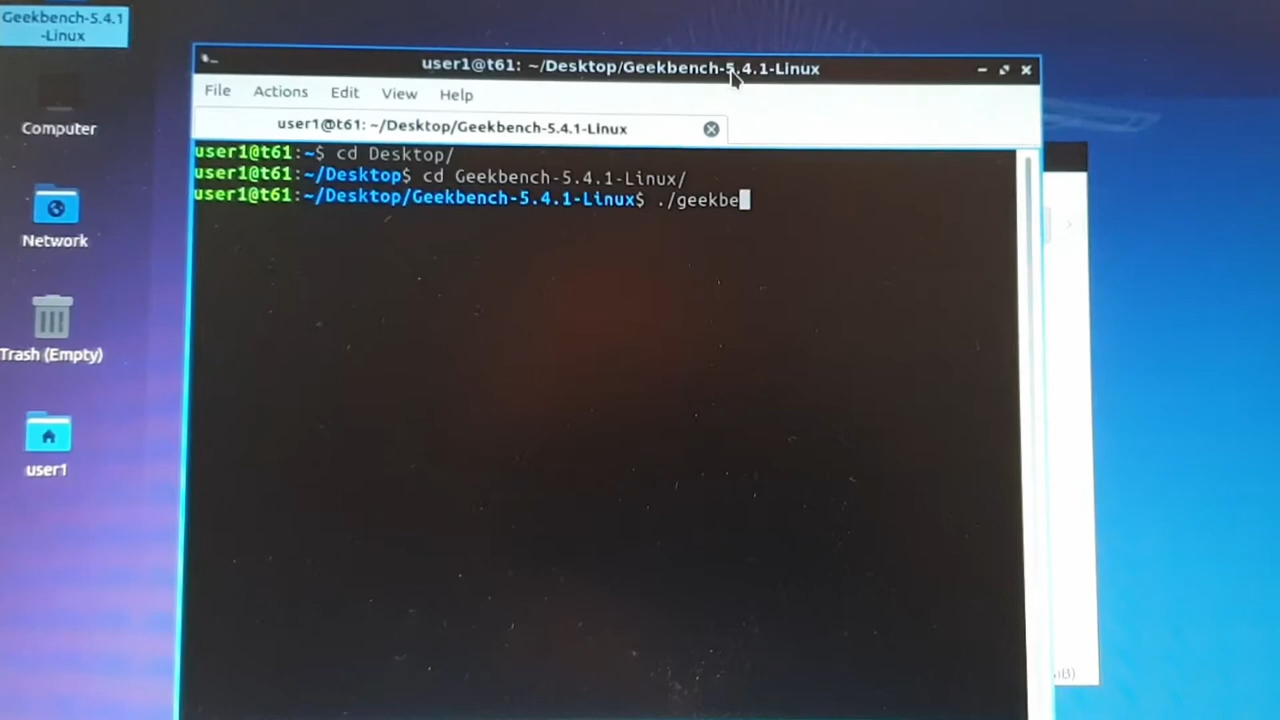 Geekbench-5.4.1
-Linux
Computer
Network
Trash (Empty)
user1
user1@t61: ~/Desktop/Geekbench-5.4.1-Linux
File Actions Edit View Help
user1@t61: ~/Desktop/Geekbench-5.4.1-Linux
user1@t61:~$ cd Desktop/
user1@t61:~/Desktop$ cd Geekbench-5.4.1-Linux/
user1@t61:~/Desktop/Geekbench-5.4.1-Linux$ ./geekbe